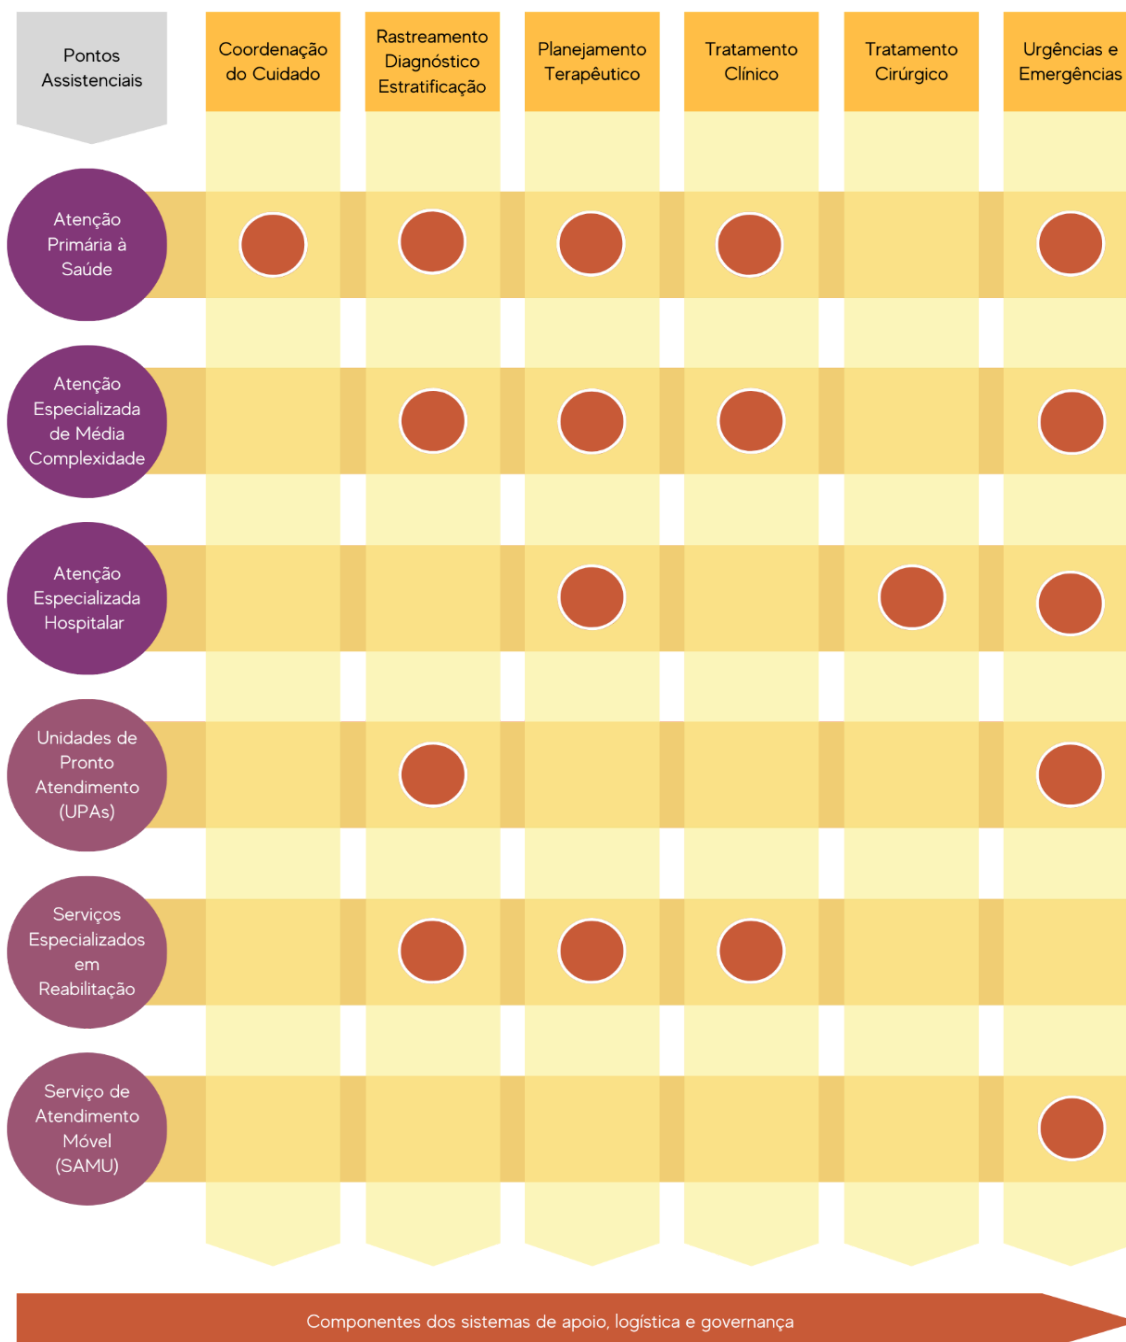 Pontos
Assistenciais
Coordenação
do Cuidado
Rastreamento
Diagnóstico
Estratificação
Planejamento
Terapêutico
Tratamento
Clínico
Tratamento
Cirúrgico
Urgências e
Emergências
Atenção
Primária à
Saúde
Atenção
Especializada
de Média
Complexidade
Atenção
Especializada
Hospitalar
Unidades de
Pronto
Atendimento
(UPAs)
Serviços
Especializados
em
Reabilitação
Serviço de
Atendimento
Móvel
(SAMU)
Componentes dos sistemas de apoio, logística e governança